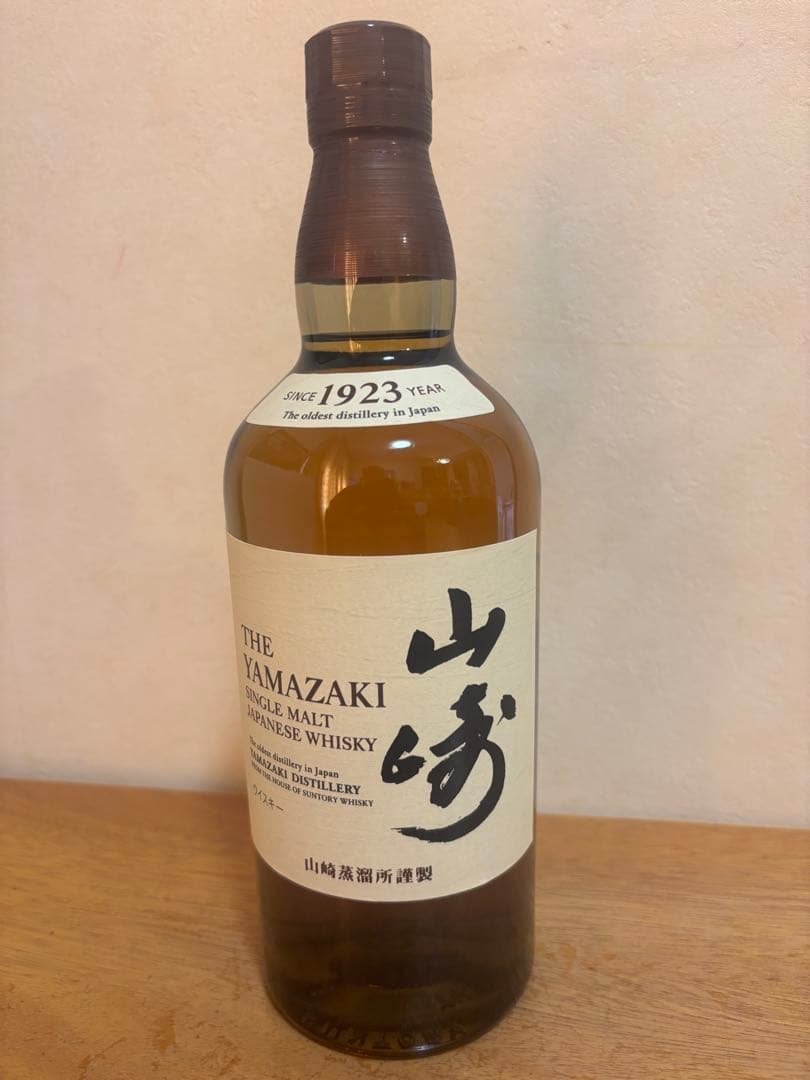 SINCE 1923 YEAR
The oldest distillery in Japan
THE
YAMAZAKI
SINGLE MALT
JAPANESE WHISKY
The oldest distillery in Japan
YAMAZAKI DISTILLERY
FROM THE HOUSE OF SUNTORY WHISKY
ウイスキー
山崎
山崎蒸溜所謹製